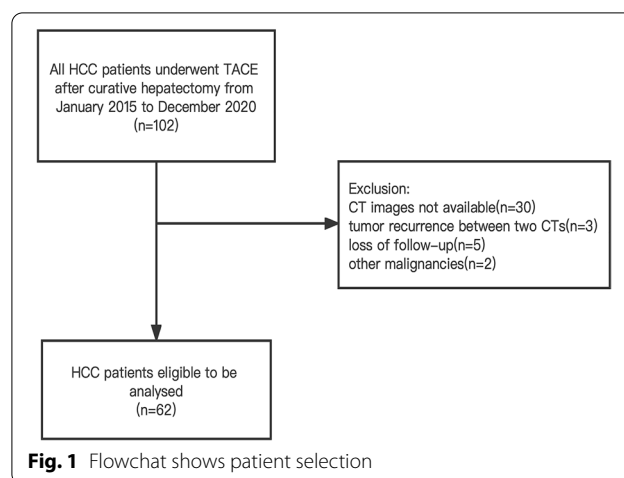 All HCC patients underwent TACE
after curative hepatectomy from
January 2015 to December 2020
(n=102)
Exclusion:
CT images not available(n=30)
tumor recurrence between two CTs(n=3)
loss of follow-up(n=5)
other malignancies(n=2)
HCC patients eligible to be
analysed
(n=62)
Fig. 1 Flowchat shows patient selection